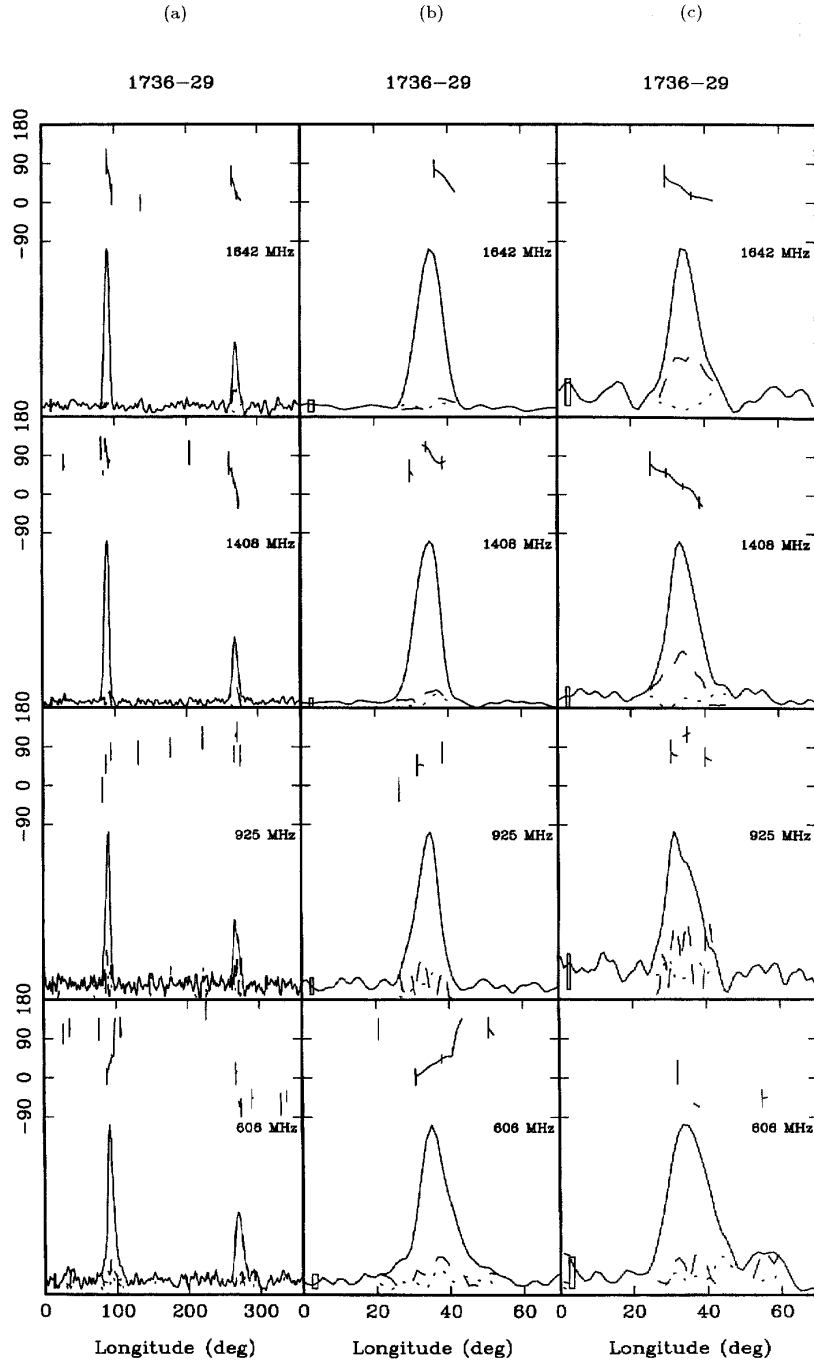 (a) (b) (c)
1736−29 1736−29 1736−29
180
90
0
−90
1642 MHz 1642 MHz 1642 MHz
180
90
0
−90
1408 MHz 1408 MHz 1408 MHz
180
90
0
−90
925 MHz 925 MHz 925 MHz
180
90
0
−90
606 MHz 606 MHz 606 MHz
0 100 200 300 0 20 40 60 0 20 40 60
Longitude (deg) Longitude (deg) Longitude (deg)